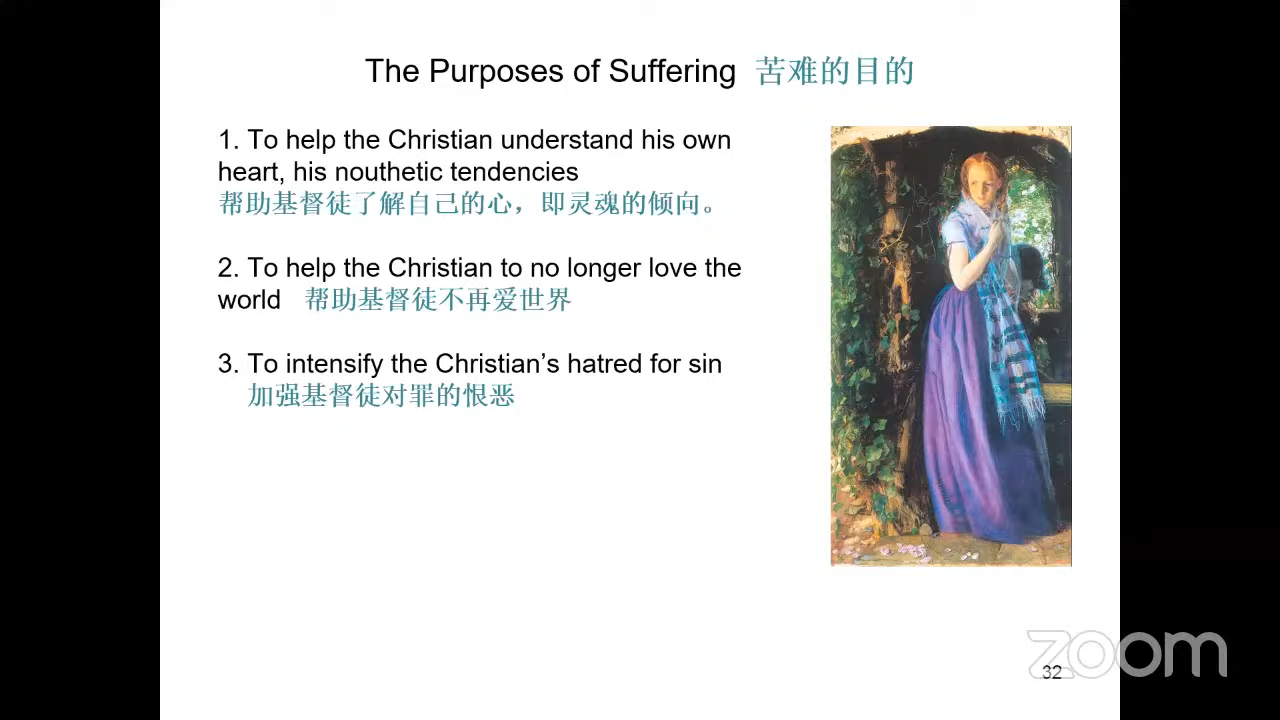 The Purposes of Suffering 苦难的目的
1. To help the Christian understand his own
heart, his nouthetic tendencies
帮助基督徒了解自己的心，即灵魂的倾向。
2. To help the Christian to no longer love the
world 帮助基督徒不再爱世界
3. To intensify the Christian’s hatred for sin
加强基督徒对罪的恨恶
zoom
32